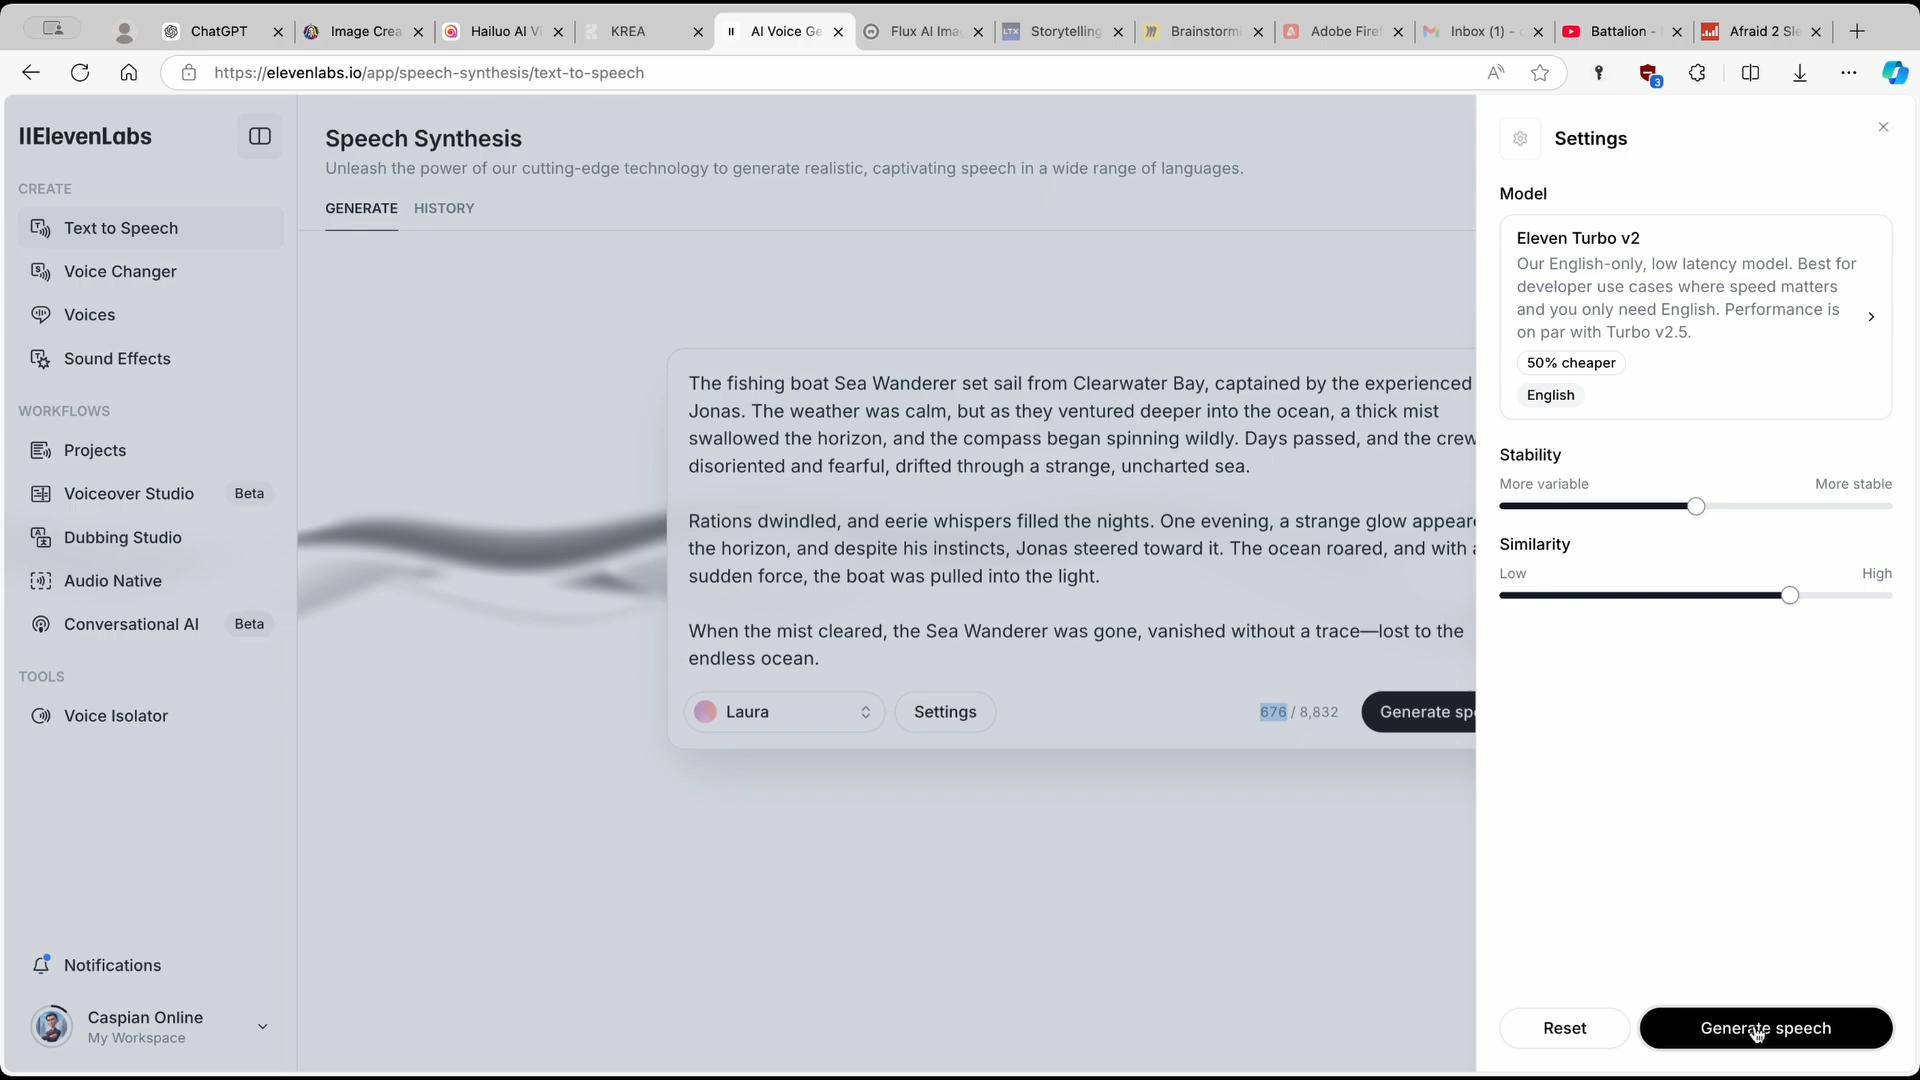 ChatGPT
Image Crea
Hailuo AI Vi
KREA
AI Voice Ge
Flux AI Ima
Storytelling
Brainstormi
Adobe Firef
Inbox (1) -
Battalion -
Afraid 2 Sle
https://elevenlabs.io/app/speech-synthesis/text-to-speech
3
IIElevenLabs
CREATE
Text to Speech
Voice Changer
Voices
Sound Effects
WORKFLOWS
Projects
Voiceover Studio Beta
Dubbing Studio
Audio Native
Conversational AI Beta
TOOLS
Voice Isolator
Notifications
Caspian Online
My Workspace
Speech Synthesis
Unleash the power of our cutting-edge technology to generate realistic, captivating speech in a wide range of languages.
GENERATE HISTORY
The fishing boat Sea Wanderer set sail from Clearwater Bay, captained by the experienced
Jonas. The weather was calm, but as they ventured deeper into the ocean, a thick mist
swallowed the horizon, and the compass began spinning wildly. Days passed, and the crew
disoriented and fearful, drifted through a strange, uncharted sea.
Rations dwindled, and eerie whispers filled the nights. One evening, a strange glow appeare
the horizon, and despite his instincts, Jonas steered toward it. The ocean roared, and with a
sudden force, the boat was pulled into the light.
When the mist cleared, the Sea Wanderer was gone, vanished without a trace—lost to the
endless ocean.
Laura Settings 676 / 8,832 Generate spe
Settings
Model
Eleven Turbo v2
Our English-only, low latency model. Best for
developer use cases where speed matters
and you only need English. Performance is
on par with Turbo v2.5.
50% cheaper
English
Stability
More variable More stable
Similarity
Low High
Reset Generate speech